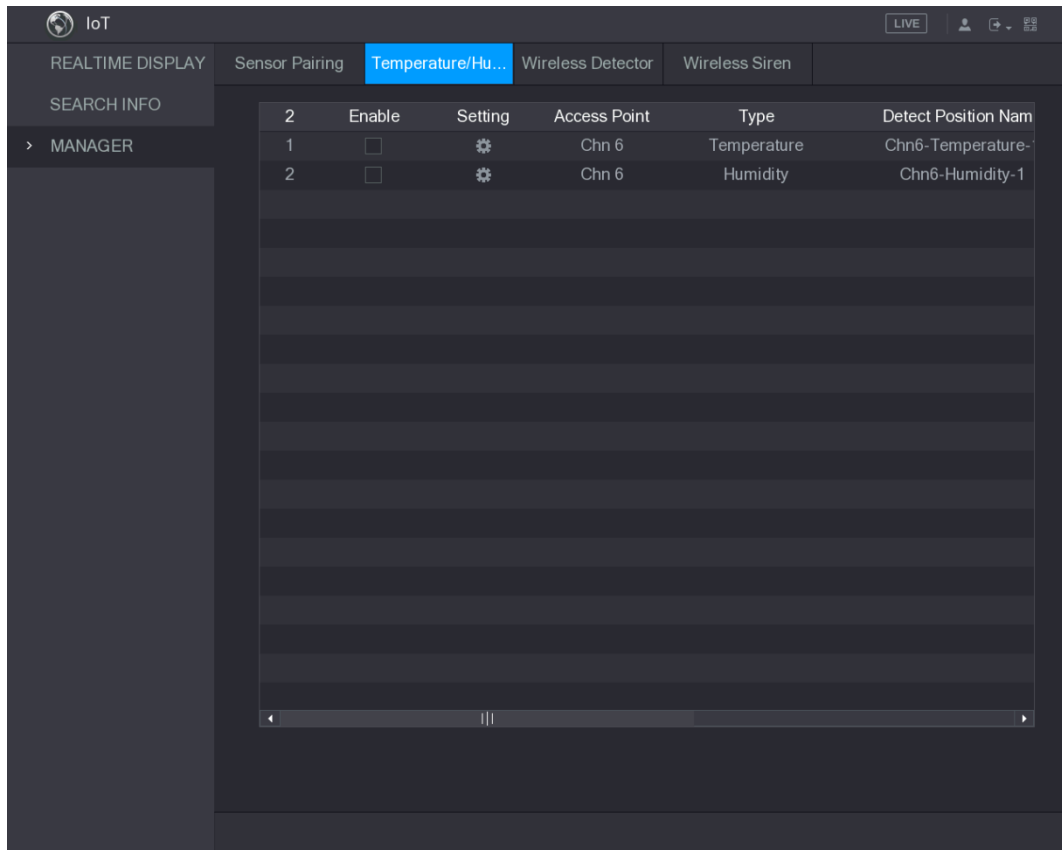 IoT LIVE
REALTIME DISPLAY
SEARCH INFO
MANAGER
Sensor Pairing Temperature/Hu... Wireless Detector Wireless Siren
2 Enable Setting Access Point Type Detect Position Nam
1 Chn 6 Temperature Chn6-Temperature-1
2 Chn 6 Humidity Chn6-Humidity-1